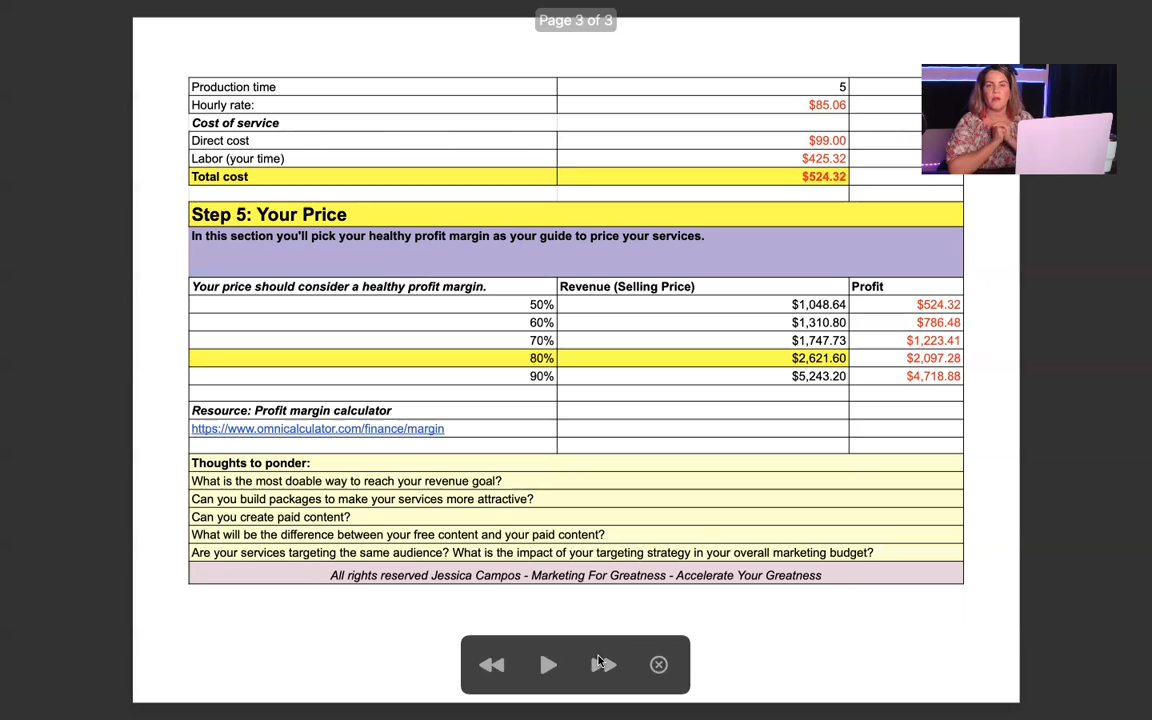 Page 3 of 3
Production time 5
Hourly rate: $85.06
Cost of service
Direct cost $99.00
Labor (your time) $425.32
Total cost $524.32
Step 5: Your Price
In this section you'll pick your healthy profit margin as your guide to price your services.
Your price should consider a healthy profit margin. Revenue (Selling Price) Profit
50% $1,048.64 $524.32
60% $1,310.80 $786.48
70% $1,747.73 $1,223.41
80% $2,621.60 $2,097.28
90% $5,243.20 $4,718.88
Resource: Profit margin calculator
https://www.omnicalculator.com/finance/margin
Thoughts to ponder:
What is the most doable way to reach your revenue goal?
Can you build packages to make your services more attractive?
Can you create paid content?
What will be the difference between your free content and your paid content?
Are your services targeting the same audience? What is the impact of your targeting strategy in your overall marketing budget?
All rights reserved Jessica Campos - Marketing For Greatness - Accelerate Your Greatness